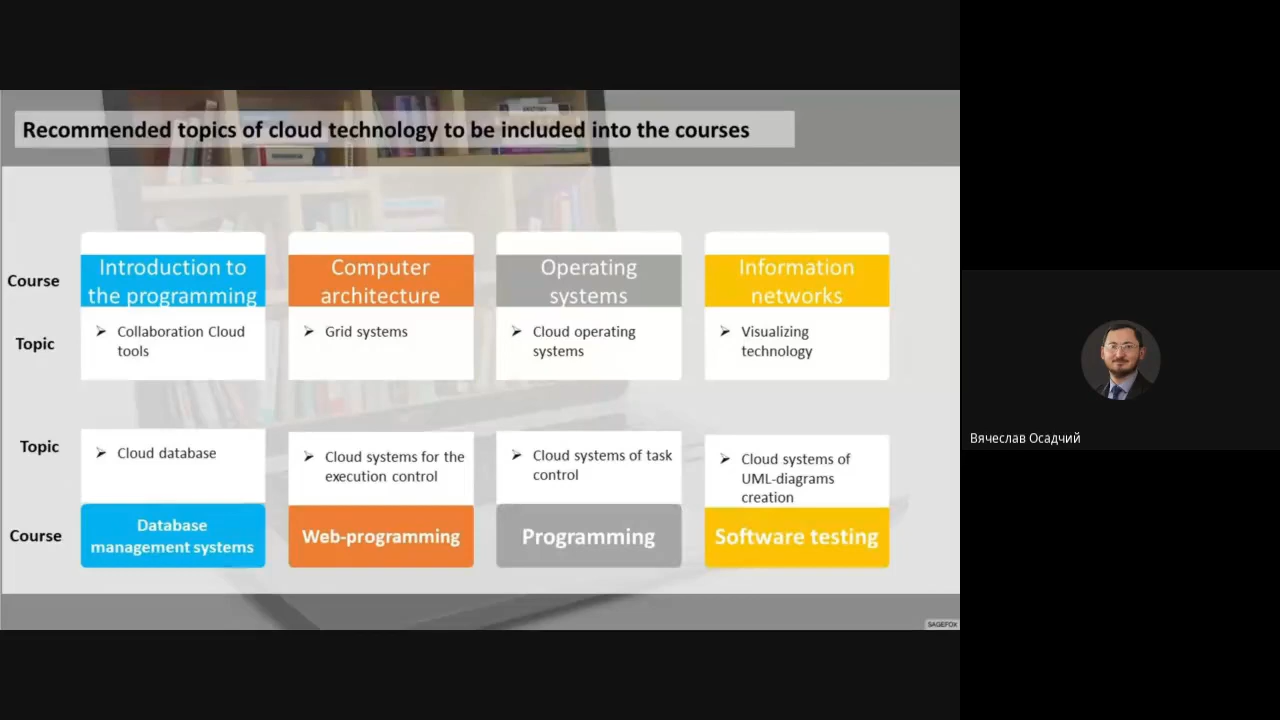 Recommended topics of cloud technology to be included into the courses
Course
Introduction to
the programming
Computer
architecture
Operating
systems
Information
networks
Topic
➢ Collaboration Cloud
tools
➢ Grid systems
➢ Cloud operating
systems
➢ Visualizing
technology
Topic
➢ Cloud database
➢ Cloud systems for the
execution control
➢ Cloud systems of task
control
➢ Cloud systems of
UML-diagrams
creation
Course
Database
management systems
Web-programming
Programming
Software testing
SAGEFOX
Вячеслав Осадчий